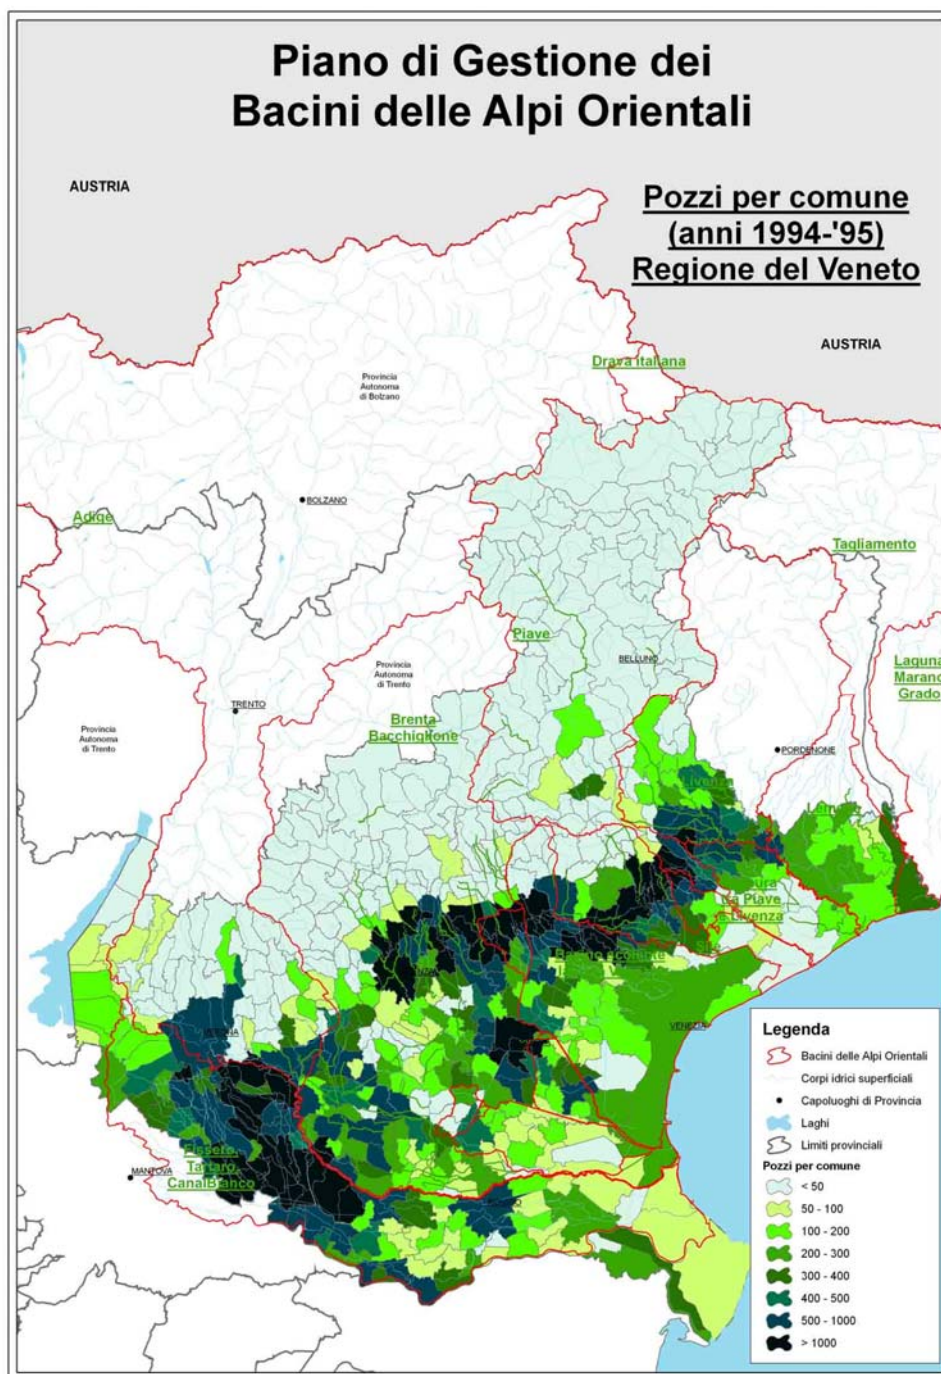 Piano di Gestione dei
Bacini delle Alpi Orientali
AUSTRIA
Pozzi per comune
(anni 1994-'95)
Regione del Veneto
AUSTRIA
Drava italiana
Provincia
Autonoma
di Bolzano
BOLZANO
Adige
Tagliamento
Piave
BELLUNO
Laguna
Marano
Grado
Provincia
Autonoma
di Trento
TRENTO
Brenta
Bacchiglione
Provincia
Autonoma
di Trento
PORDENONE
VENEZIA
Fissero
Tartaro
CanalBianco
MANTOVA
Legenda
Bacini delle Alpi Orientali
Corpi idrici superficiali
Capoluoghi di Provincia
Laghi
Limiti provinciali
Pozzi per comune
< 50
50 - 100
100 - 200
200 - 300
300 - 400
400 - 500
500 - 1000
> 1000